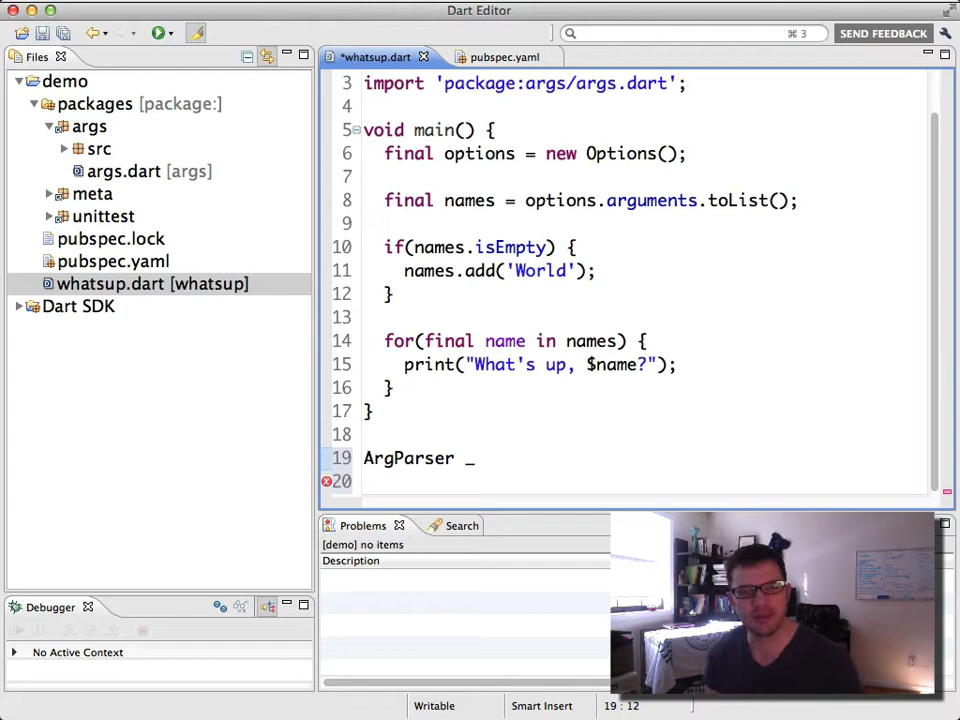 Dart Editor
⌘ 3
SEND FEEDBACK
Files
demo
packages [package:]
args
src
args.dart [args]
meta
unittest
pubspec.lock
pubspec.yaml
whatsup.dart [whatsup]
Dart SDK
*whatsup.dart
pubspec.yaml
3 import 'package:args/args.dart';
4
5 void main() {
6 final options = new Options();
7
8 final names = options.arguments.toList();
9
10 if(names.isEmpty) {
11 names.add('World');
12 }
13
14 for(final name in names) {
15 print("What's up, $name?");
16 }
17 }
18
19 ArgParser _
20
Problems
Search
[demo] no items
Description
Debugger
No Active Context
Writable
Smart Insert
19 : 12